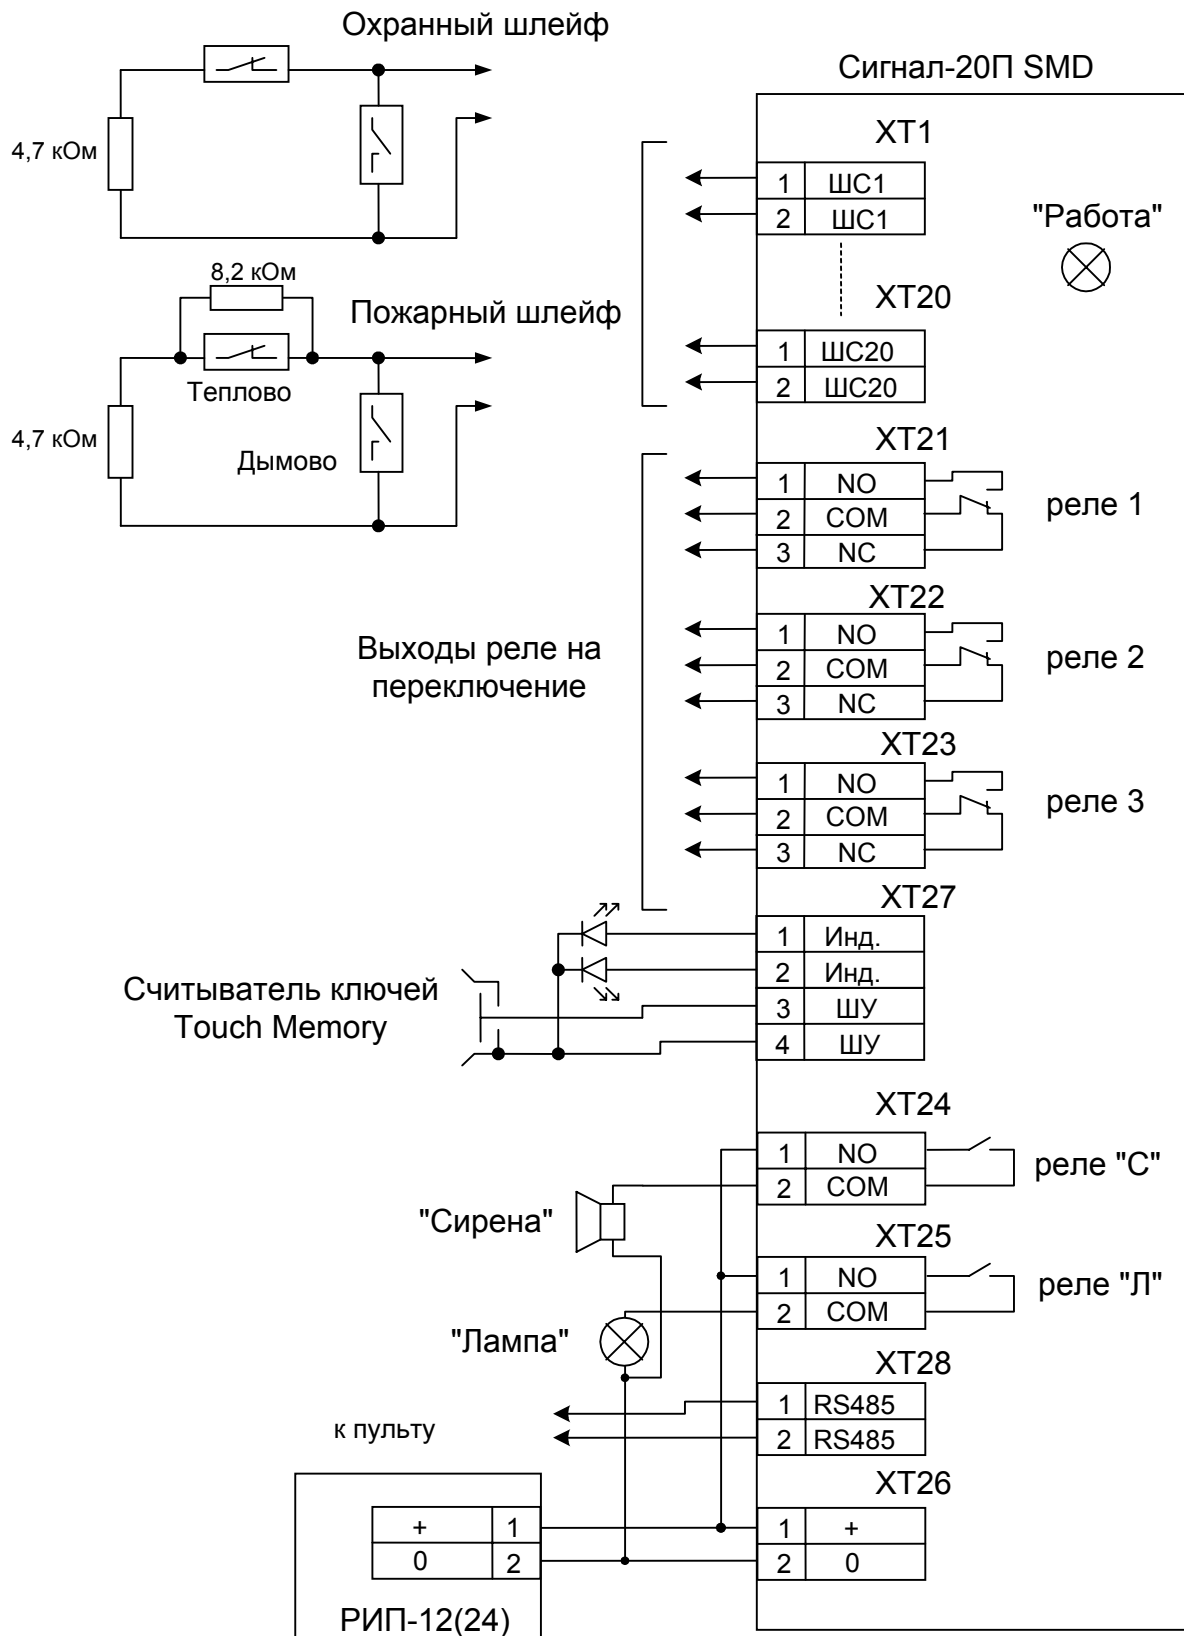 Охранный шлейф
4,7 кОм
8,2 кОм
Пожарный шлейф
Теплово
4,7 кОм
Дымово
Сигнал-20П SMD
"Работа"
XT1
1 ШС1
2 ШС1
XT20
1 ШС20
2 ШС20
XT21
1 NO
2 COM
3 NC
реле 1
XT22
1 NO
2 COM
3 NC
реле 2
Выходы реле на
переключение
XT23
1 NO
2 COM
3 NC
реле 3
XT27
1 Инд.
2 Инд.
3 ШУ
4 ШУ
Считыватель ключей
Touch Memory
XT24
1 NO
2 COM
реле "С"
"Сирена"
XT25
1 NO
2 COM
реле "Л"
"Лампа"
XT28
1 RS485
2 RS485
к пульту
XT26
1 +
2 0
+ 1
0 2
РИП-12(24)